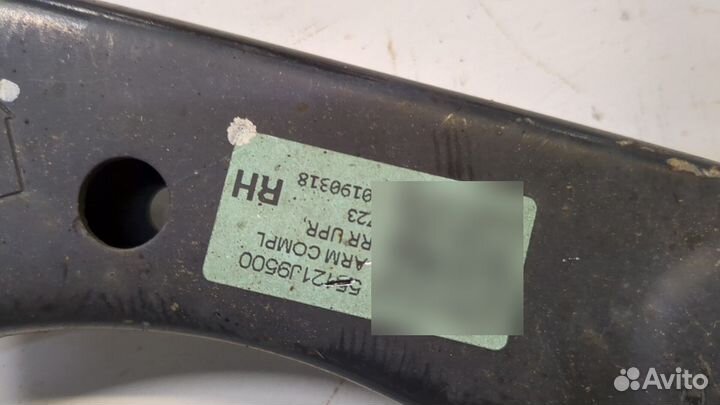 55121J9500
ARM COMPL
RR UPR,
723
0190318
RH
Avito